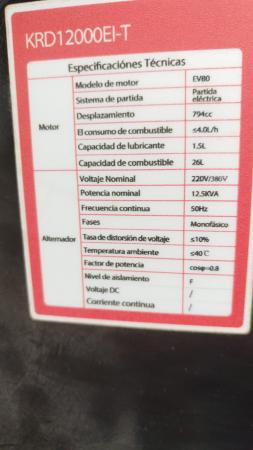 KRD12000EI-T
Especificaciónes Técnicas
Motor
Modelo de motor EV80
Sistema de partida Partida eléctrica
Desplazamiento 794cc
El consumo de combustible ≤4.0L/h
Capacidad de lubricante 1.5L
Capacidad de combustible 26L
Alternador
Voltaje Nominal 220V/380V
Potencia nominal 12.5KVA
Frecuencia continua 50Hz
Fases Monofásico
Tasa de distorsión de voltaje ≤10%
Temperatura ambiente ≤40℃
Factor de potencia cosφ=0.8
Nivel de aislamiento F
Voltaje DC /
Corriente continua /